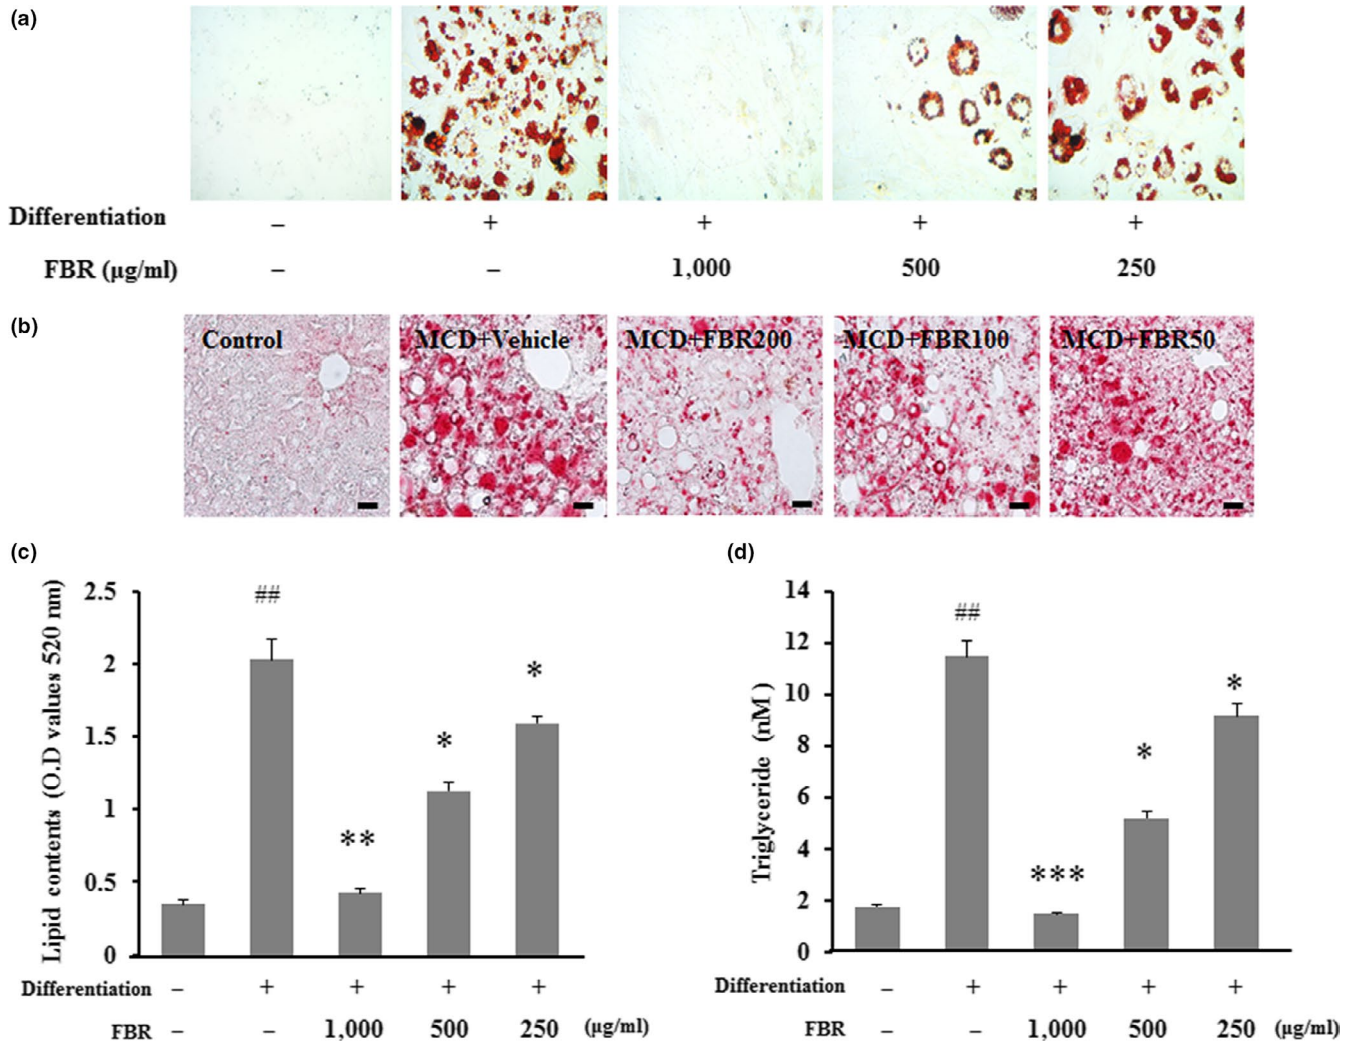 (a)
Differentiation – + + + +
FBR (µg/ml) – – 1,000 500 250
(b)
Control MCD+Vehicle MCD+FBR200 MCD+FBR100 MCD+FBR50
(c)
Lipid contents (O.D values 520 nm)
2.5
2
1.5
1
0.5
0
##
**
*
*
Differentiation – + + + +
FBR – – 1,000 500 250 (µg/ml)
(d)
Triglyceride (nM)
14
12
10
8
6
4
2
0
##
***
*
*
Differentiation – + + + +
FBR – – 1,000 500 250 (µg/ml)